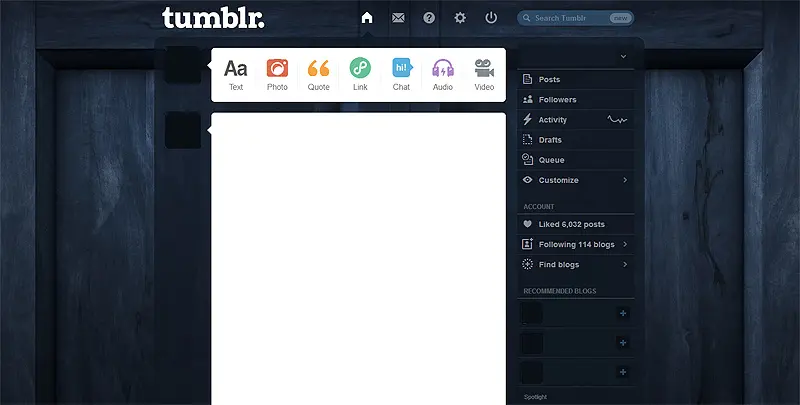 tumblr.
Search Tumblr new
Aa
hi!
Text Photo Quote Link Chat Audio Video
Posts
Followers
Activity
Drafts
Queue
Customize
ACCOUNT
Liked 6,032 posts
Following 114 blogs
Find blogs
RECOMMENDED BLOGS
Spotlight